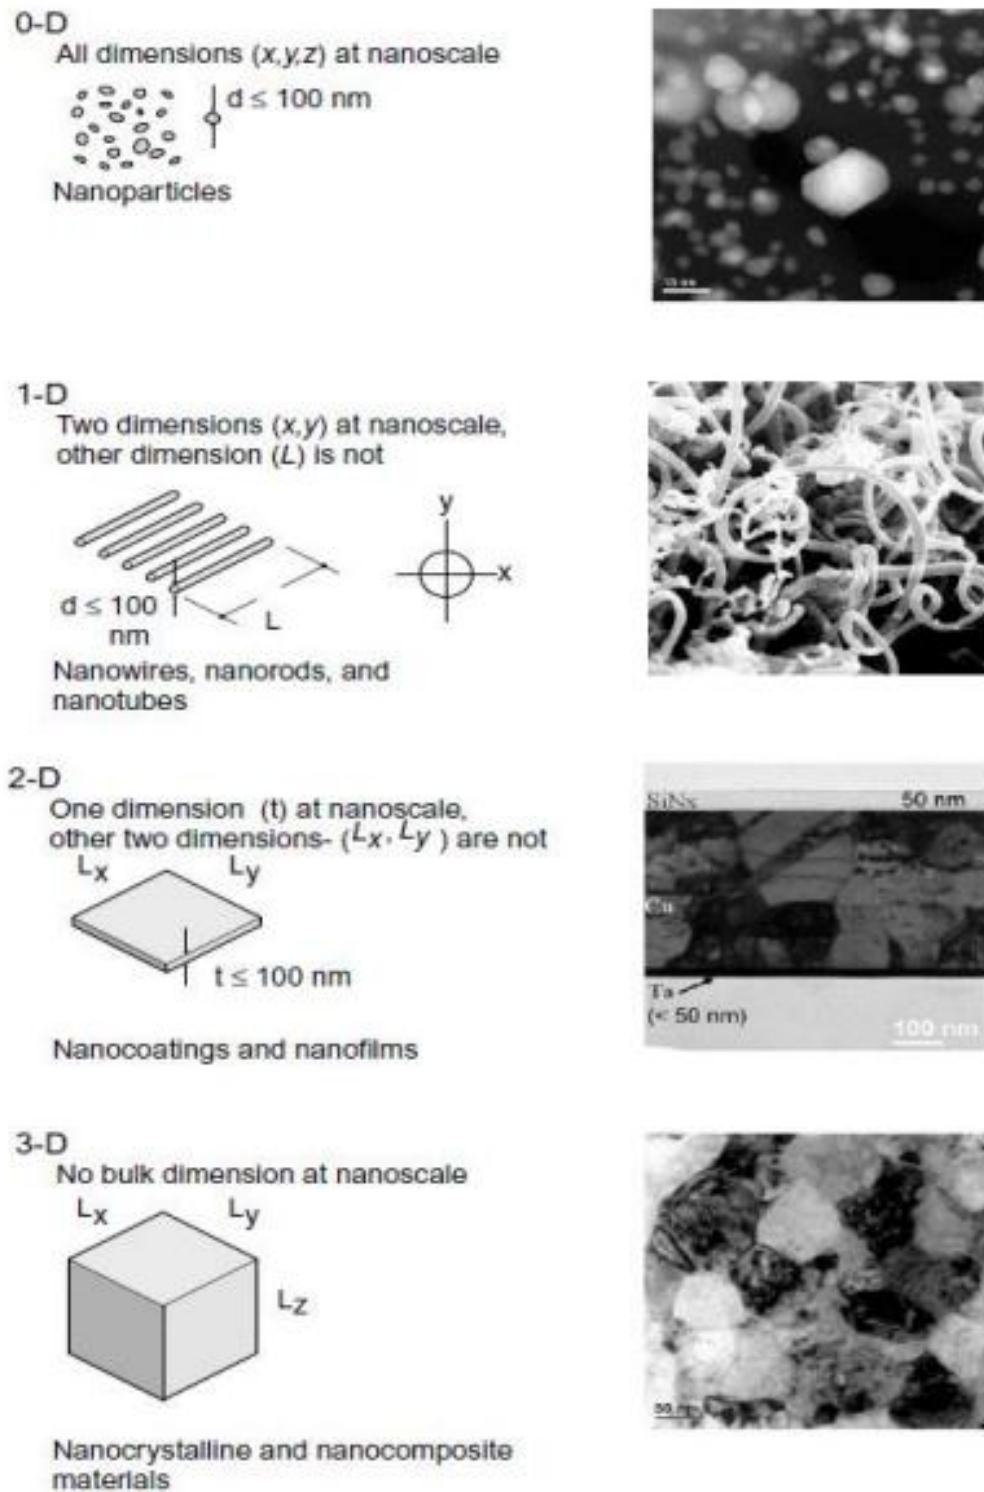 0-D
All dimensions (x,y,z) at nanoscale
d ≤ 100 nm
Nanoparticles
1-D
Two dimensions (x,y) at nanoscale,
other dimension (L) is not
y
x
d ≤ 100
nm
L
Nanowires, nanorods, and
nanotubes
2-D
One dimension (t) at nanoscale,
other two dimensions- (Lx, Ly) are not
Lx
Ly
t ≤ 100 nm
Nanocoatings and nanofilms
SiNx
50 nm
Cu
Ta
(< 50 nm)
100 nm
3-D
No bulk dimension at nanoscale
Lx
Ly
Lz
Nanocrystalline and nanocomposite
materials
50 nm